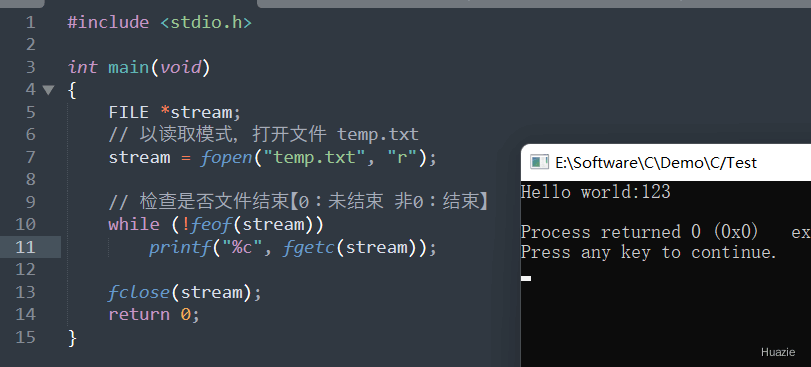 1 #include <stdio.h>
2
3 int main(void)
4 {
5 FILE *stream;
6 // 以读取模式，打开文件 temp.txt
7 stream = fopen("temp.txt", "r");
8
9 // 检查是否文件结束【0：未结束 非0：结束】
10 while (!feof(stream))
11 printf("%c", fgetc(stream));
12
13 fclose(stream);
14 return 0;
15 }
E:\Software\C\Demo\C/Test
Hello world:123
Process returned 0 (0x0) ex
Press any key to continue.
Huazie